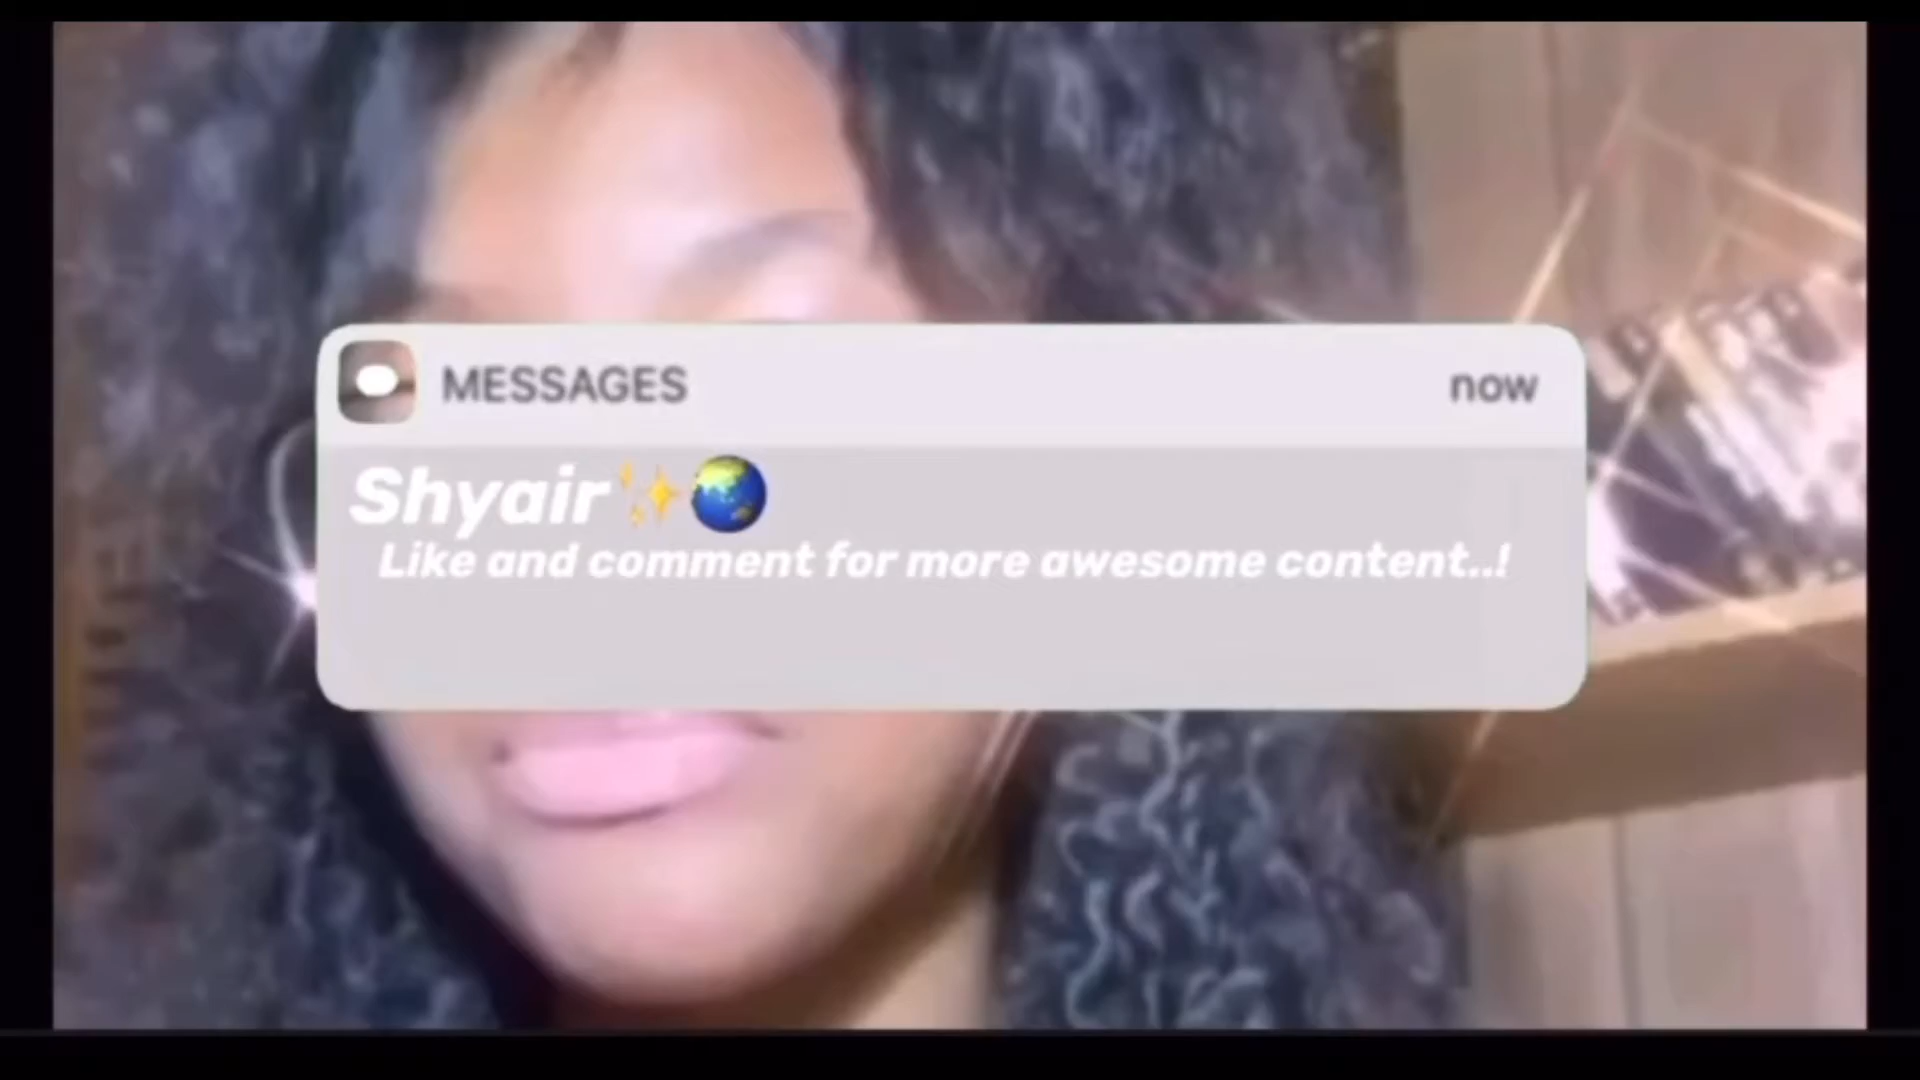 MESSAGES now
Shyair✨🌏
Like and comment for more awesome content..!